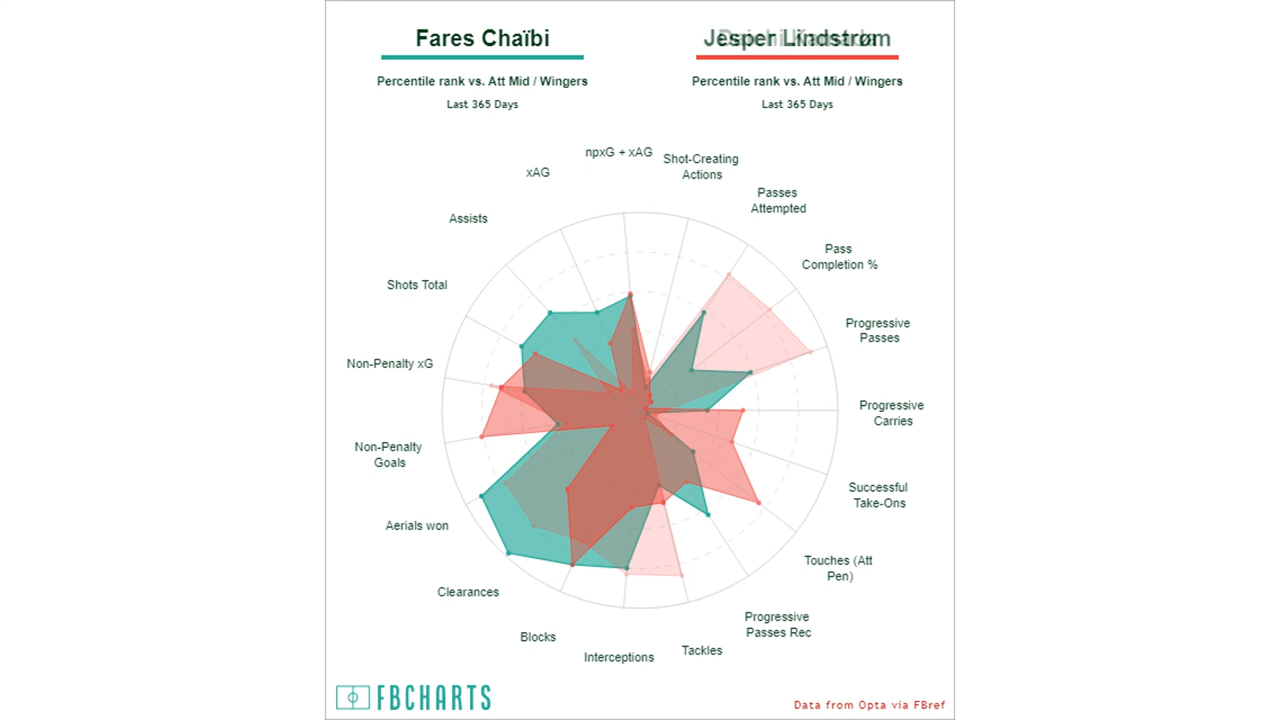 Fares Chaïbi
Jesper Lindstrøm
Percentile rank vs. Att Mid / Wingers
Percentile rank vs. Att Mid / Wingers
Last 365 Days
Last 365 Days
npxG + xAG
Shot-Creating
Actions
xAG
Passes
Attempted
Assists
Pass
Completion %
Shots Total
Progressive
Passes
Non-Penalty xG
Progressive
Carries
Non-Penalty
Goals
Successful
Take-Ons
Aerials won
Touches (Att
Pen)
Clearances
Progressive
Passes Rec
Blocks
Interceptions
Tackles
FBCHARTS
Data from Opta via FBref